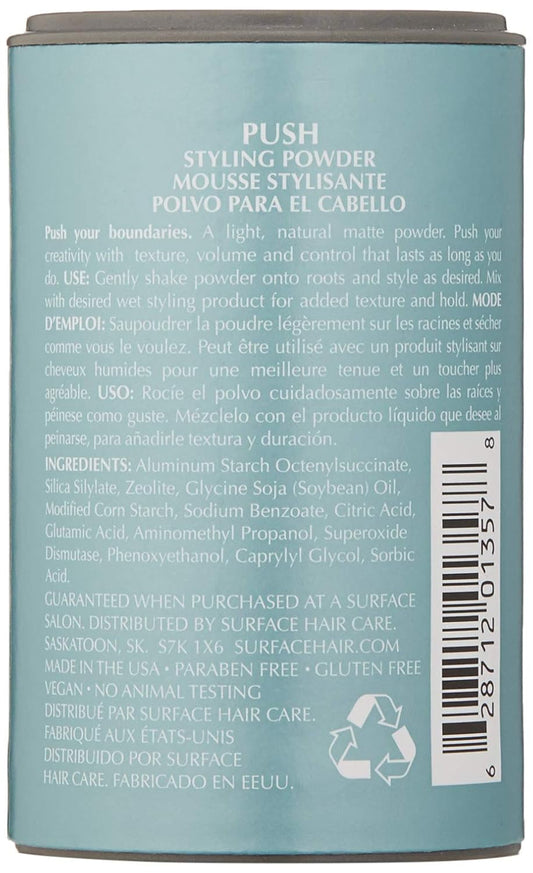 PUSH
STYLING POWDER
MOUSSE STYLISANTE
POLVO PARA EL CABELLO
Push your boundaries. A light, natural matte powder. Push your
creativity with texture, volume and control that lasts as long as you
do. USE: Gently shake powder onto roots and style as desired. Mix
with desired wet styling product for added texture and hold. MODE
D'EMPLOI: Saupoudrer la poudre légèrement sur les racines et sécher
comme vous le voulez. Peut être utilisé avec un produit stylisant sur
cheveux humides pour une meilleure tenue et un toucher plus
agréable. USO: Rocíe el polvo cuidadosamente sobre las raíces y
péinese como guste. Mézclelo con el producto líquido que desee al
peinarse, para añadirle textura y duración.
INGREDIENTS: Aluminum Starch Octenylsuccinate,
Silica Silylate, Zeolite, Glycine Soja (Soybean) Oil,
Modified Corn Starch, Sodium Benzoate, Citric Acid,
Glutamic Acid, Aminomethyl Propanol, Superoxide
Dismutase, Phenoxyethanol, Caprylyl Glycol, Sorbic
Acid.
GUARANTEED WHEN PURCHASED AT A SURFACE
SALON. DISTRIBUTED BY SURFACE HAIR CARE.
SASKATOON, SK. S7K 1X6 SURFACEHAIR.COM
MADE IN THE USA • PARABEN FREE • GLUTEN FREE
VEGAN • NO ANIMAL TESTING
DISTRIBUÉ PAR SURFACE HAIR CARE.
FABRIQUÉ AUX ÉTATS-UNIS
DISTRIBUIDO POR SURFACE
HAIR CARE. FABRICADO EN EEUU.
6 28712 01357 8